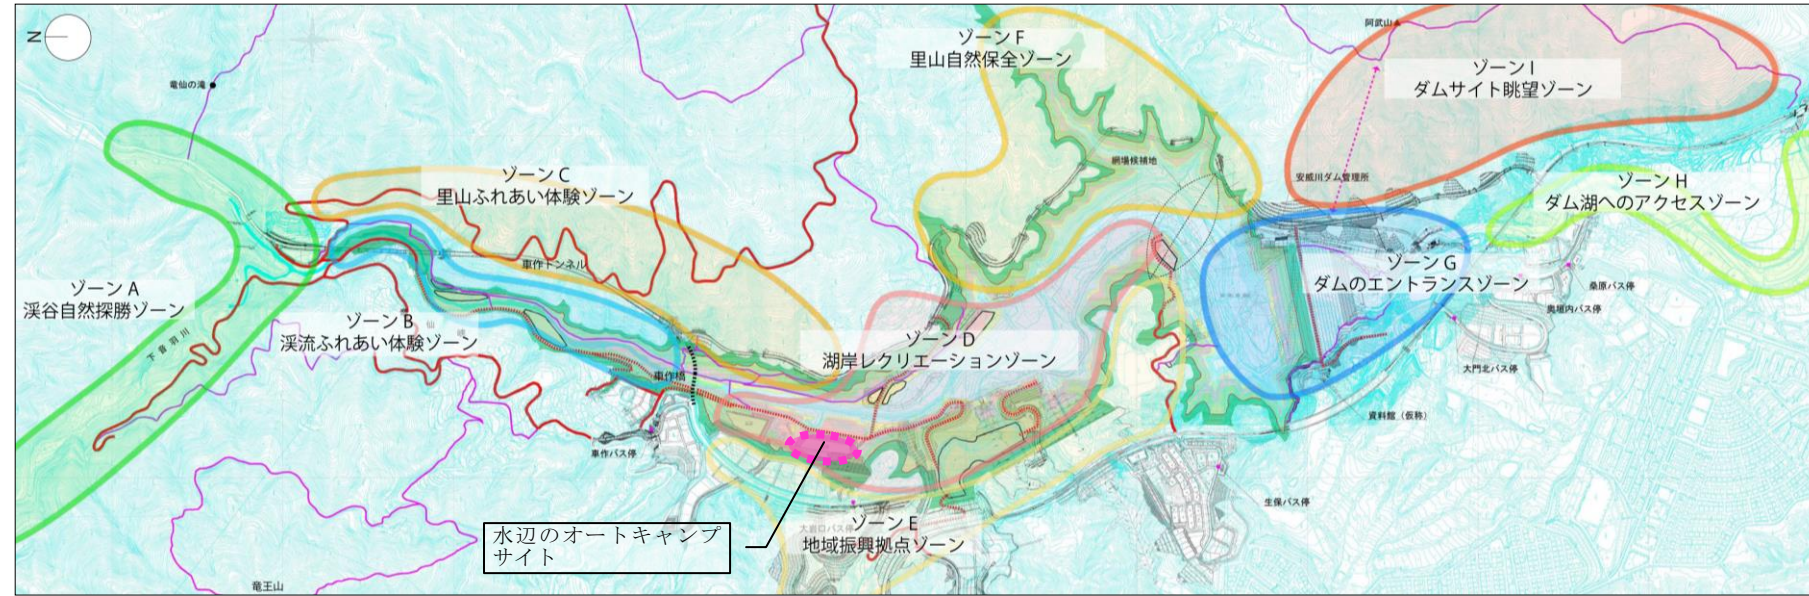 N
竜仙の滝
ゾーン A
渓谷自然探勝ゾーン
下音羽川
ゾーン C
里山ふれあい体験ゾーン
車作トンネル
ゾーン B
渓流ふれあい体験ゾーン
車作橋
車作バス停
竜王山
水辺のオートキャンプ
サイト
ゾーン F
里山自然保全ゾーン
網場候補地
ゾーン D
湖岸レクリエーションゾーン
大岩口バス停
ゾーン E
地域振興拠点ゾーン
阿武山
ゾーン I
ダムサイト眺望ゾーン
安威川ダム管理所
ゾーン H
ダム湖へのアクセスゾーン
ゾーン G
ダムのエントランスゾーン
桑原バス停
奥垣内バス停
大門北バス停
資料館（仮称）
生保バス停